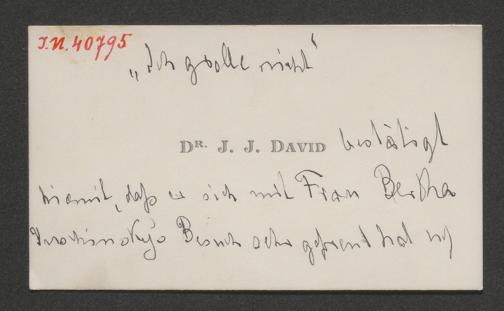 I.N. 40795
„Ich grolle nicht“
DR. J. J. DAVID bestätigt
hiemit, daß er sich mit Frau Bertha
Besuch sehr gefreut hat